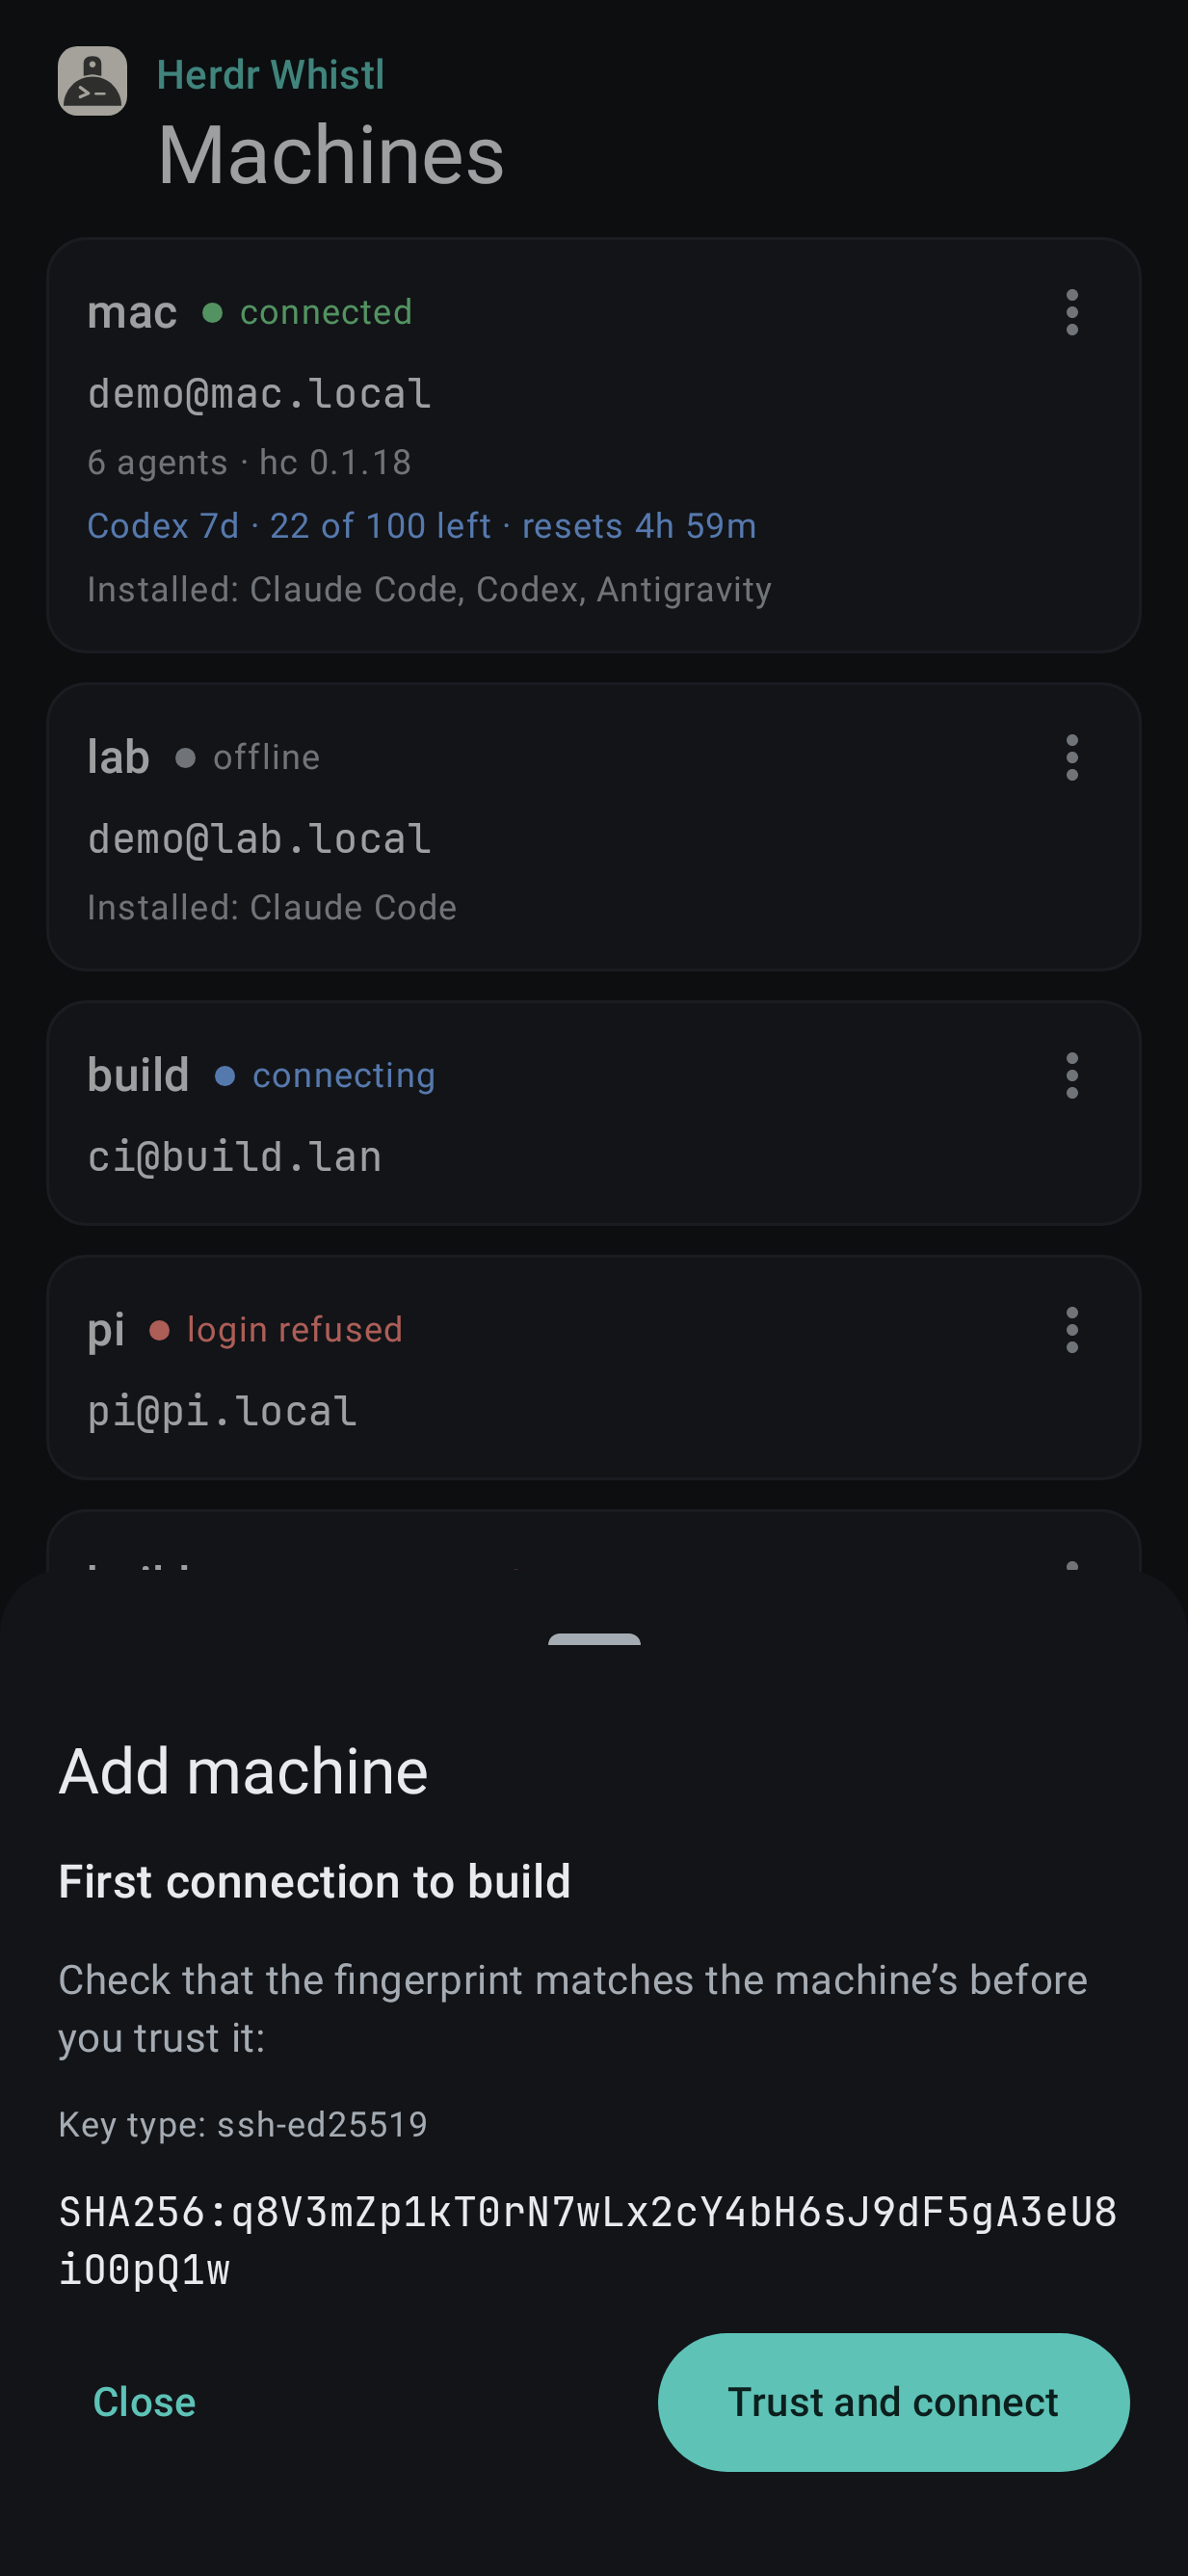 Herdr Whistl
Machines
mac connected
demo@mac.local
6 agents · hc 0.1.18
Codex 7d · 22 of 100 left · resets 4h 59m
Installed: Claude Code, Codex, Antigravity
lab offline
demo@lab.local
Installed: Claude Code
build connecting
ci@build.lan
pi login refused
pi@pi.local
Add machine
First connection to build
Check that the fingerprint matches the machine’s before
you trust it:
Key type: ssh-ed25519
SHA256:q8V3mZp1kT0rN7wLx2cY4bH6sJ9dF5gA3eU8
iO0pQ1w
Close
Trust and connect